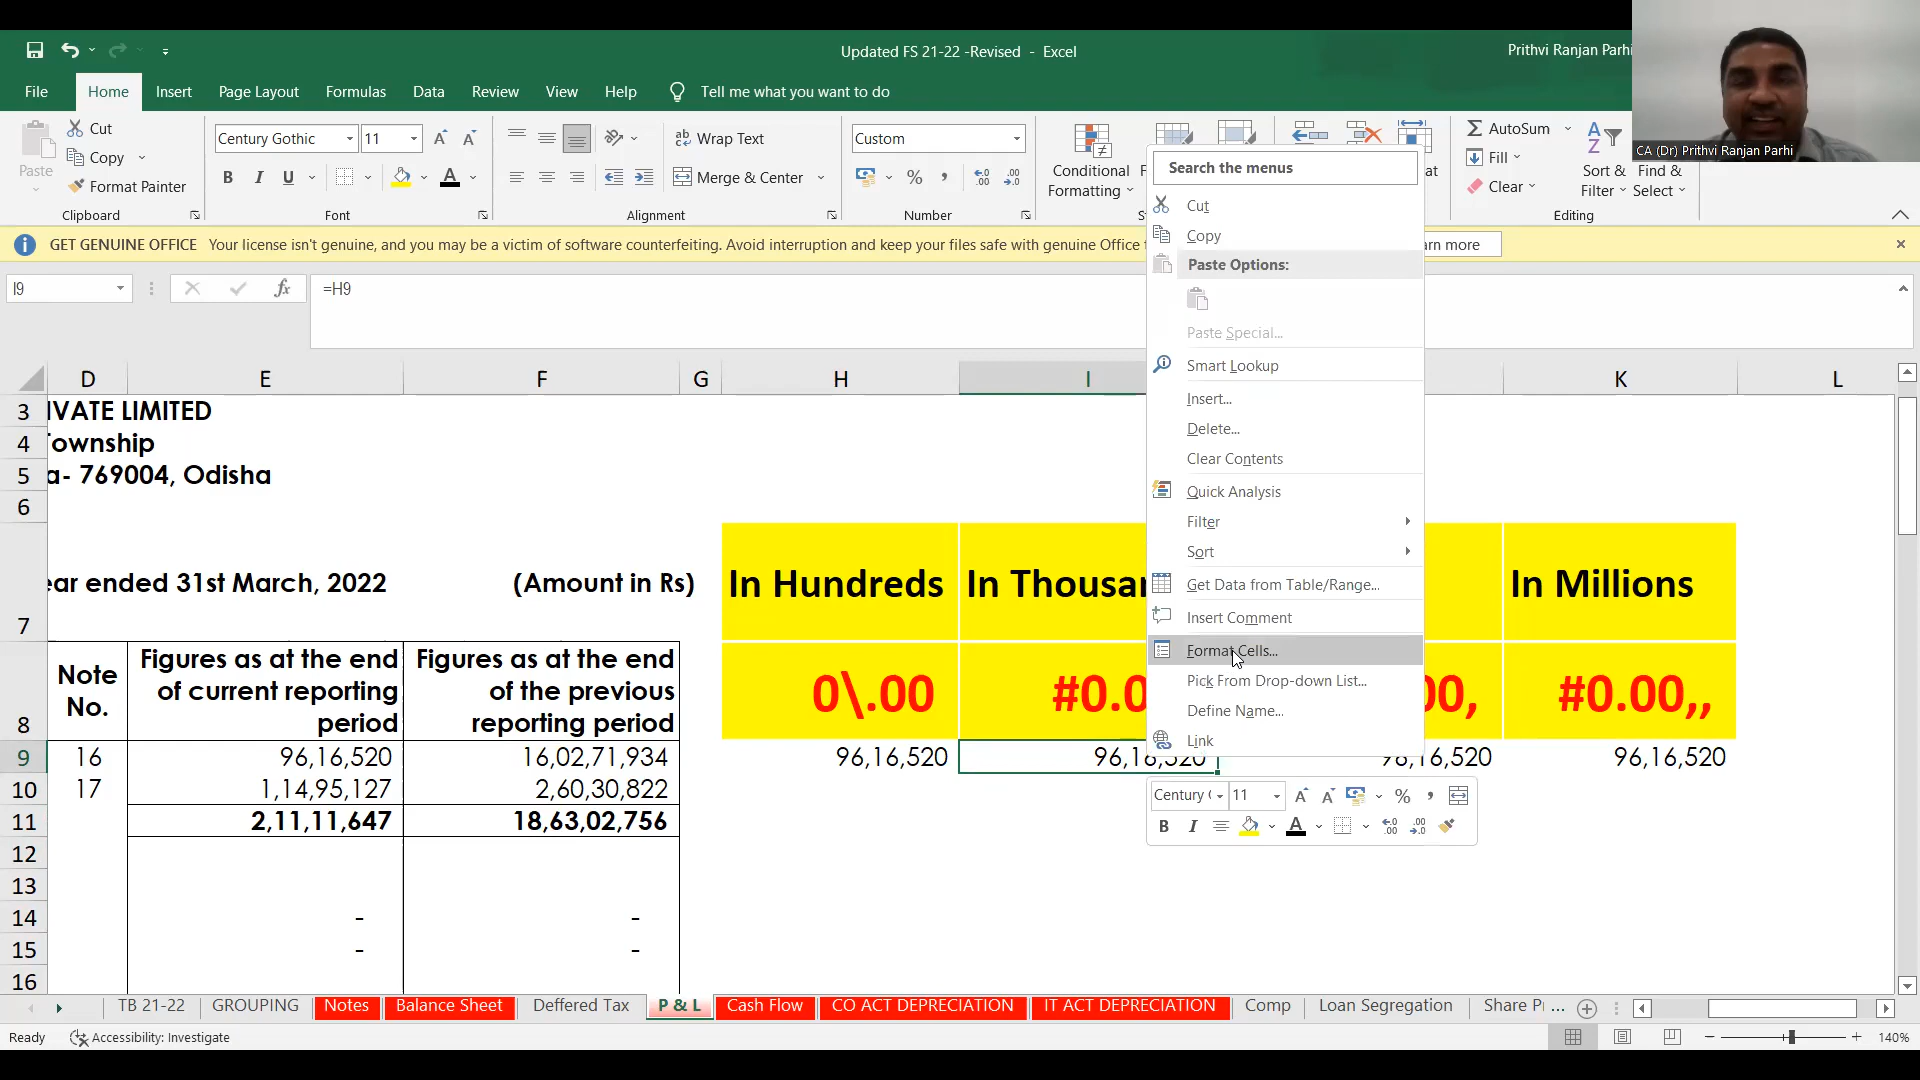 Updated FS 21-22 -Revised - Excel
Prithvi Ranjan Parhi
CA (Dr) Prithvi Ranjan Parhi
File Home Insert Page Layout Formulas Data Review View Help Tell me what you want to do
Paste
Cut
Copy
Format Painter
Clipboard
Century Gothic 11
B I U
Font
Wrap Text
Merge & Center
Alignment
Custom
Number
Conditional
Formatting
AutoSum
Fill
Clear
Sort &
Filter
Find &
Select
Editing
GET GENUINE OFFICE Your license isn't genuine, and you may be a victim of software counterfeiting. Avoid interruption and keep your files safe with genuine Office
I9
=H9
D E F G H I K L
3 IVATE LIMITED
4 Township
5 a- 769004, Odisha
6
7 ear ended 31st March, 2022 (Amount in Rs) In Hundreds In Thousan In Millions
8 Note No. Figures as at the end of current reporting period Figures as at the end of the previous reporting period 0\.00 #0.0 00, #0.00,,
9 16 96,16,520 16,02,71,934 96,16,520 96,16,520 96,16,520 96,16,520
10 17 1,14,95,127 2,60,30,822
11 2,11,11,647 18,63,02,756
12
13
14 - -
15 - -
16
Search the menus
Cut
Copy
Paste Options:
Paste Special...
Smart Lookup
Insert...
Delete...
Clear Contents
Quick Analysis
Filter
Sort
Get Data from Table/Range...
Insert Comment
Format Cells...
Pick From Drop-down List...
Define Name...
Link
Century 11
B I
TB 21-22 GROUPING Notes Balance Sheet Deffered Tax P & L Cash Flow CO ACT DEPRECIATION IT ACT DEPRECIATION Comp Loan Segregation Share P ...
Ready Accessibility: Investigate 140%